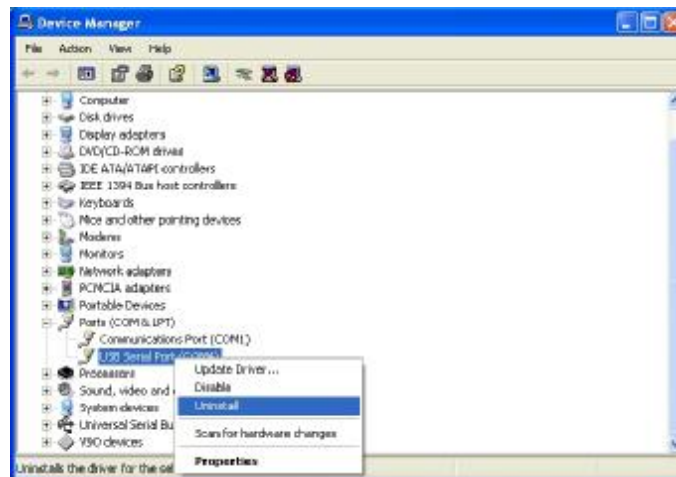 Device Manager
File Action View Help
Computer
Disk drives
Display adapters
DVD/CD-ROM drives
IDE ATA/ATAPI controllers
IEEE 1394 Bus host controllers
Keyboards
Mice and other pointing devices
Modems
Monitors
Network adapters
PCMCIA adapters
Portable Devices
Ports (COM & LPT)
Communications Port (COM1)
USB Serial Port
Processors
Sound, video and
System devices
Universal Serial Bu
Update Driver...
Disable
Uninstall
Scan for hardware changes
Properties
Uninstalls the driver for the sel